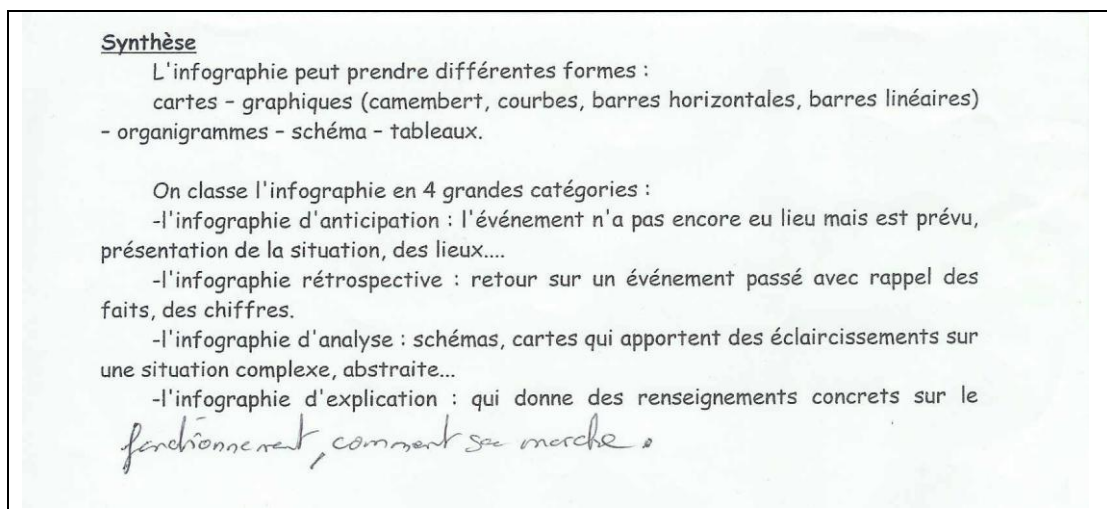 Synthèse
L'infographie peut prendre différentes formes :
cartes – graphiques (camembert, courbes, barres horizontales, barres linéaires)
– organigrammes – schéma – tableaux.
On classe l'infographie en 4 grandes catégories :
-l'infographie d'anticipation : l'événement n'a pas encore eu lieu mais est prévu,
présentation de la situation, des lieux....
-l'infographie rétrospective : retour sur un événement passé avec rappel des
faits, des chiffres.
-l'infographie d'analyse : schémas, cartes qui apportent des éclaircissements sur
une situation complexe, abstraite...
-l'infographie d'explication : qui donne des renseignements concrets sur le
fonctionnement, comment sa marche.